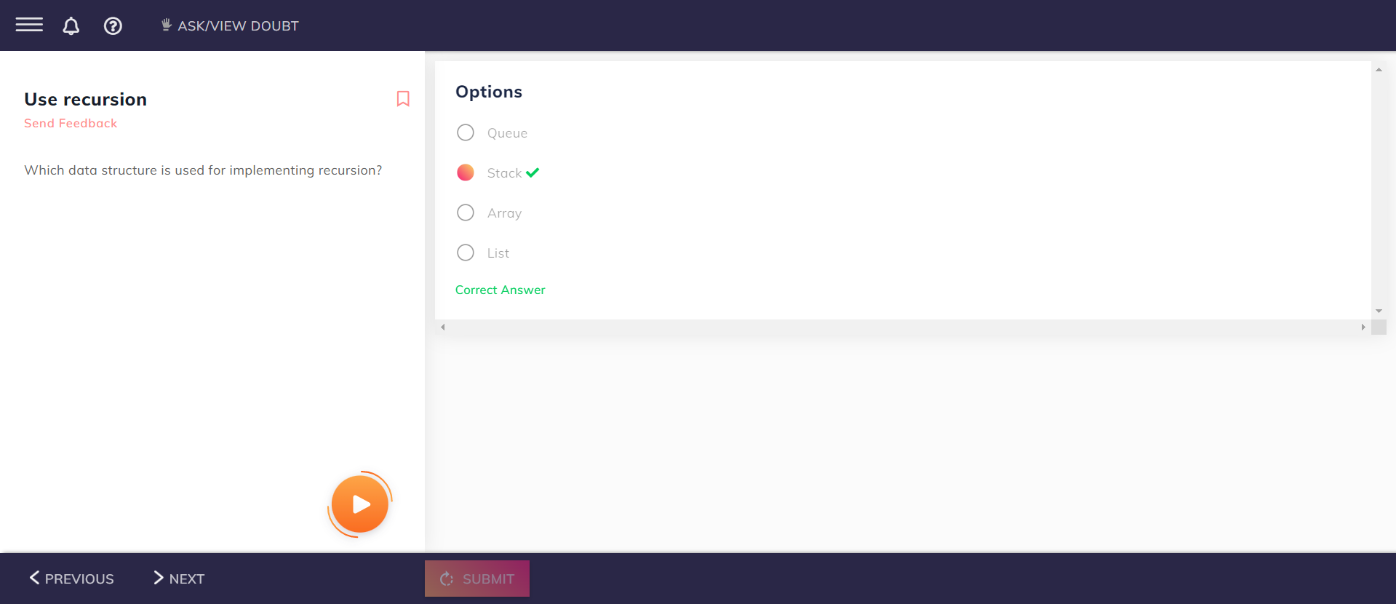 ASK/VIEW DOUBT
Use recursion
Send Feedback
Which data structure is used for implementing recursion?
Options
Queue
Stack
Array
List
Correct Answer
PREVIOUS
NEXT
SUBMIT